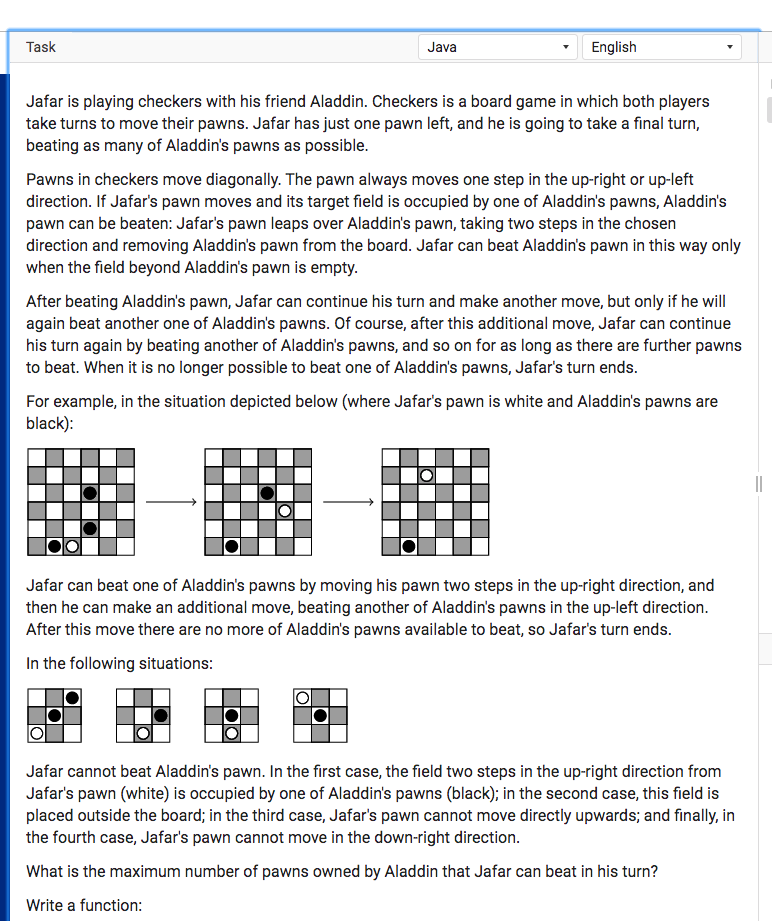 Task
Java
English
Jafar is playing checkers with his friend Aladdin. Checkers is a board game in which both players
take turns to move their pawns. Jafar has just one pawn left, and he is going to take a final turn,
beating as many of Aladdin's pawns as possible.
Pawns in checkers move diagonally. The pawn always moves one step in the up-right or up-left
direction. If Jafar's pawn moves and its target field is occupied by one of Aladdin's pawns, Aladdin's
pawn can be beaten: Jafar's pawn leaps over Aladdin's pawn, taking two steps in the chosen
direction and removing Aladdin's pawn from the board. Jafar can beat Aladdin's pawn in this way only
when the field beyond Aladdin's pawn is empty.
After beating Aladdin's pawn, Jafar can continue his turn and make another move, but only if he will
again beat another one of Aladdin's pawns. Of course, after this additional move, Jafar can continue
his turn again by beating another of Aladdin's pawns, and so on for as long as there are further pawns
to beat. When it is no longer possible to beat one of Aladdin's pawns, Jafar's turn ends.
For example, in the situation depicted below (where Jafar's pawn is white and Aladdin's pawns are
black):
Jafar can beat one of Aladdin's pawns by moving his pawn two steps in the up-right direction, and
then he can make an additional move, beating another of Aladdin's pawns in the up-left direction.
After this move there are no more of Aladdin's pawns available to beat, so Jafar's turn ends.
In the following situations:
Jafar cannot beat Aladdin's pawn. In the first case, the field two steps in the up-right direction from
Jafar's pawn (white) is occupied by one of Aladdin's pawns (black); in the second case, this field is
placed outside the board; in the third case, Jafar's pawn cannot move directly upwards; and finally, in
the fourth case, Jafar's pawn cannot move in the down-right direction.
What is the maximum number of pawns owned by Aladdin that Jafar can beat in his turn?
Write a function: